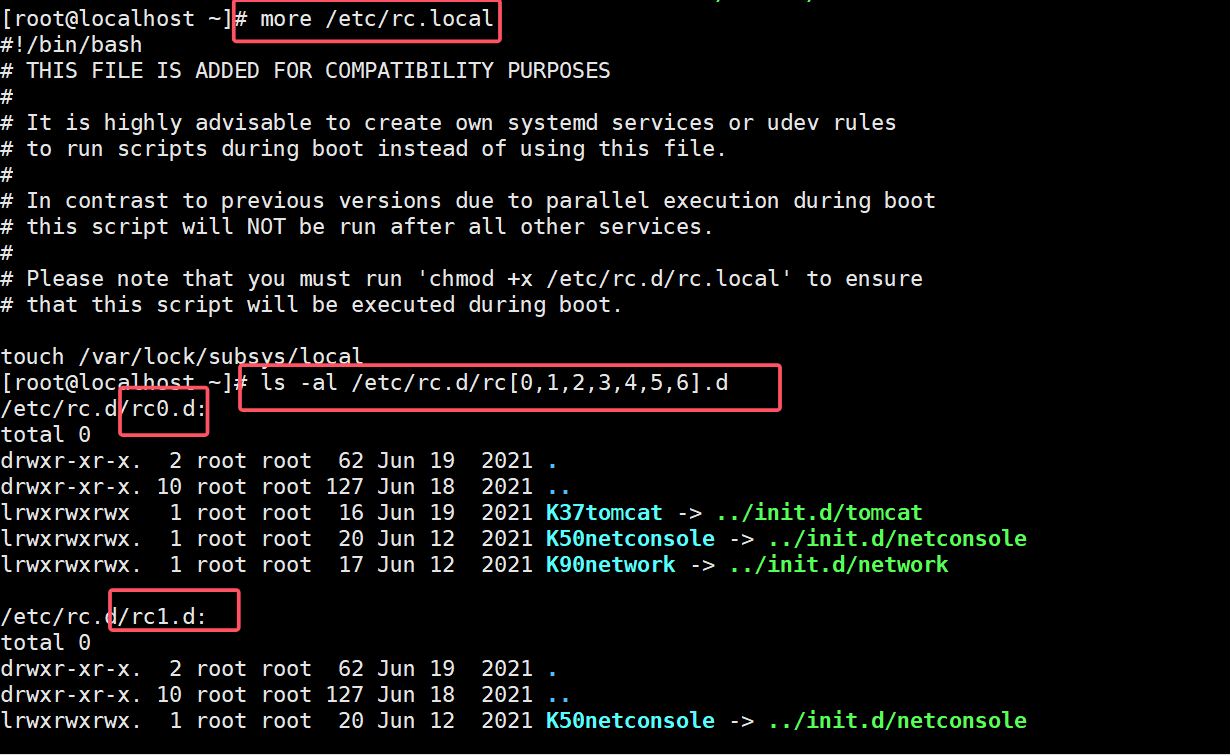 [root@localhost ~]# more /etc/rc.local
#!/bin/bash
# THIS FILE IS ADDED FOR COMPATIBILITY PURPOSES
#
# It is highly advisable to create own systemd services or udev rules
# to run scripts during boot instead of using this file.
#
# In contrast to previous versions due to parallel execution during boot
# this script will NOT be run after all other services.
#
# Please note that you must run 'chmod +x /etc/rc.d/rc.local' to ensure
# that this script will be executed during boot.

touch /var/lock/subsys/local
[root@localhost ~]# ls -al /etc/rc.d/rc[0,1,2,3,4,5,6].d
/etc/rc.d/rc0.d:
total 0
drwxr-xr-x.  2 root root  62 Jun 19  2021 .
drwxr-xr-x. 10 root root 127 Jun 18  2021 ..
lrwxrwxrwx   1 root root  16 Jun 19  2021 K37tomcat -> ../init.d/tomcat
lrwxrwxrwx.  1 root root  20 Jun 12  2021 K50netconsole -> ../init.d/netconsole
lrwxrwxrwx.  1 root root  17 Jun 12  2021 K90network -> ../init.d/network

/etc/rc.d/rc1.d:
total 0
drwxr-xr-x.  2 root root  62 Jun 19  2021 .
drwxr-xr-x. 10 root root 127 Jun 18  2021 ..
lrwxrwxrwx.  1 root root  20 Jun 12  2021 K50netconsole -> ../init.d/netconsole